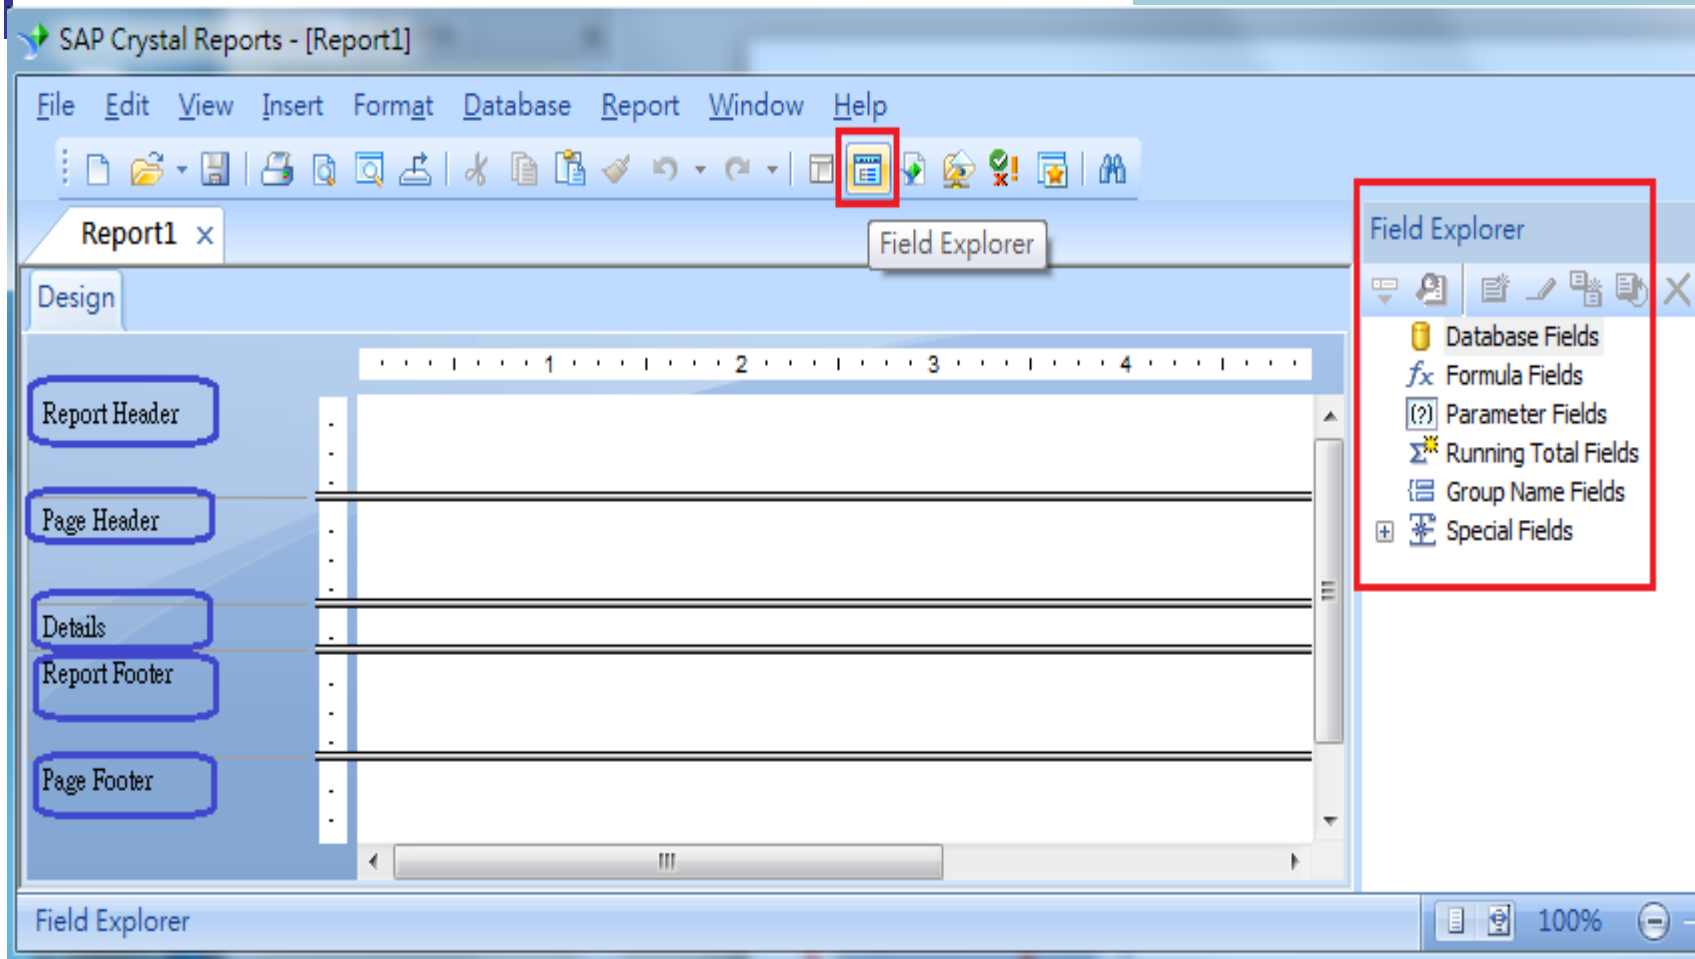 SAP Crystal Reports - [Report1]
File Edit View Insert Format Database Report Window Help
Report1 ×
Field Explorer
Design
1 2 3 4
Report Header
Page Header
Details
Report Footer
Page Footer
Field Explorer
Database Fields
Formula Fields
Parameter Fields
Running Total Fields
Group Name Fields
Special Fields
Field Explorer
100%